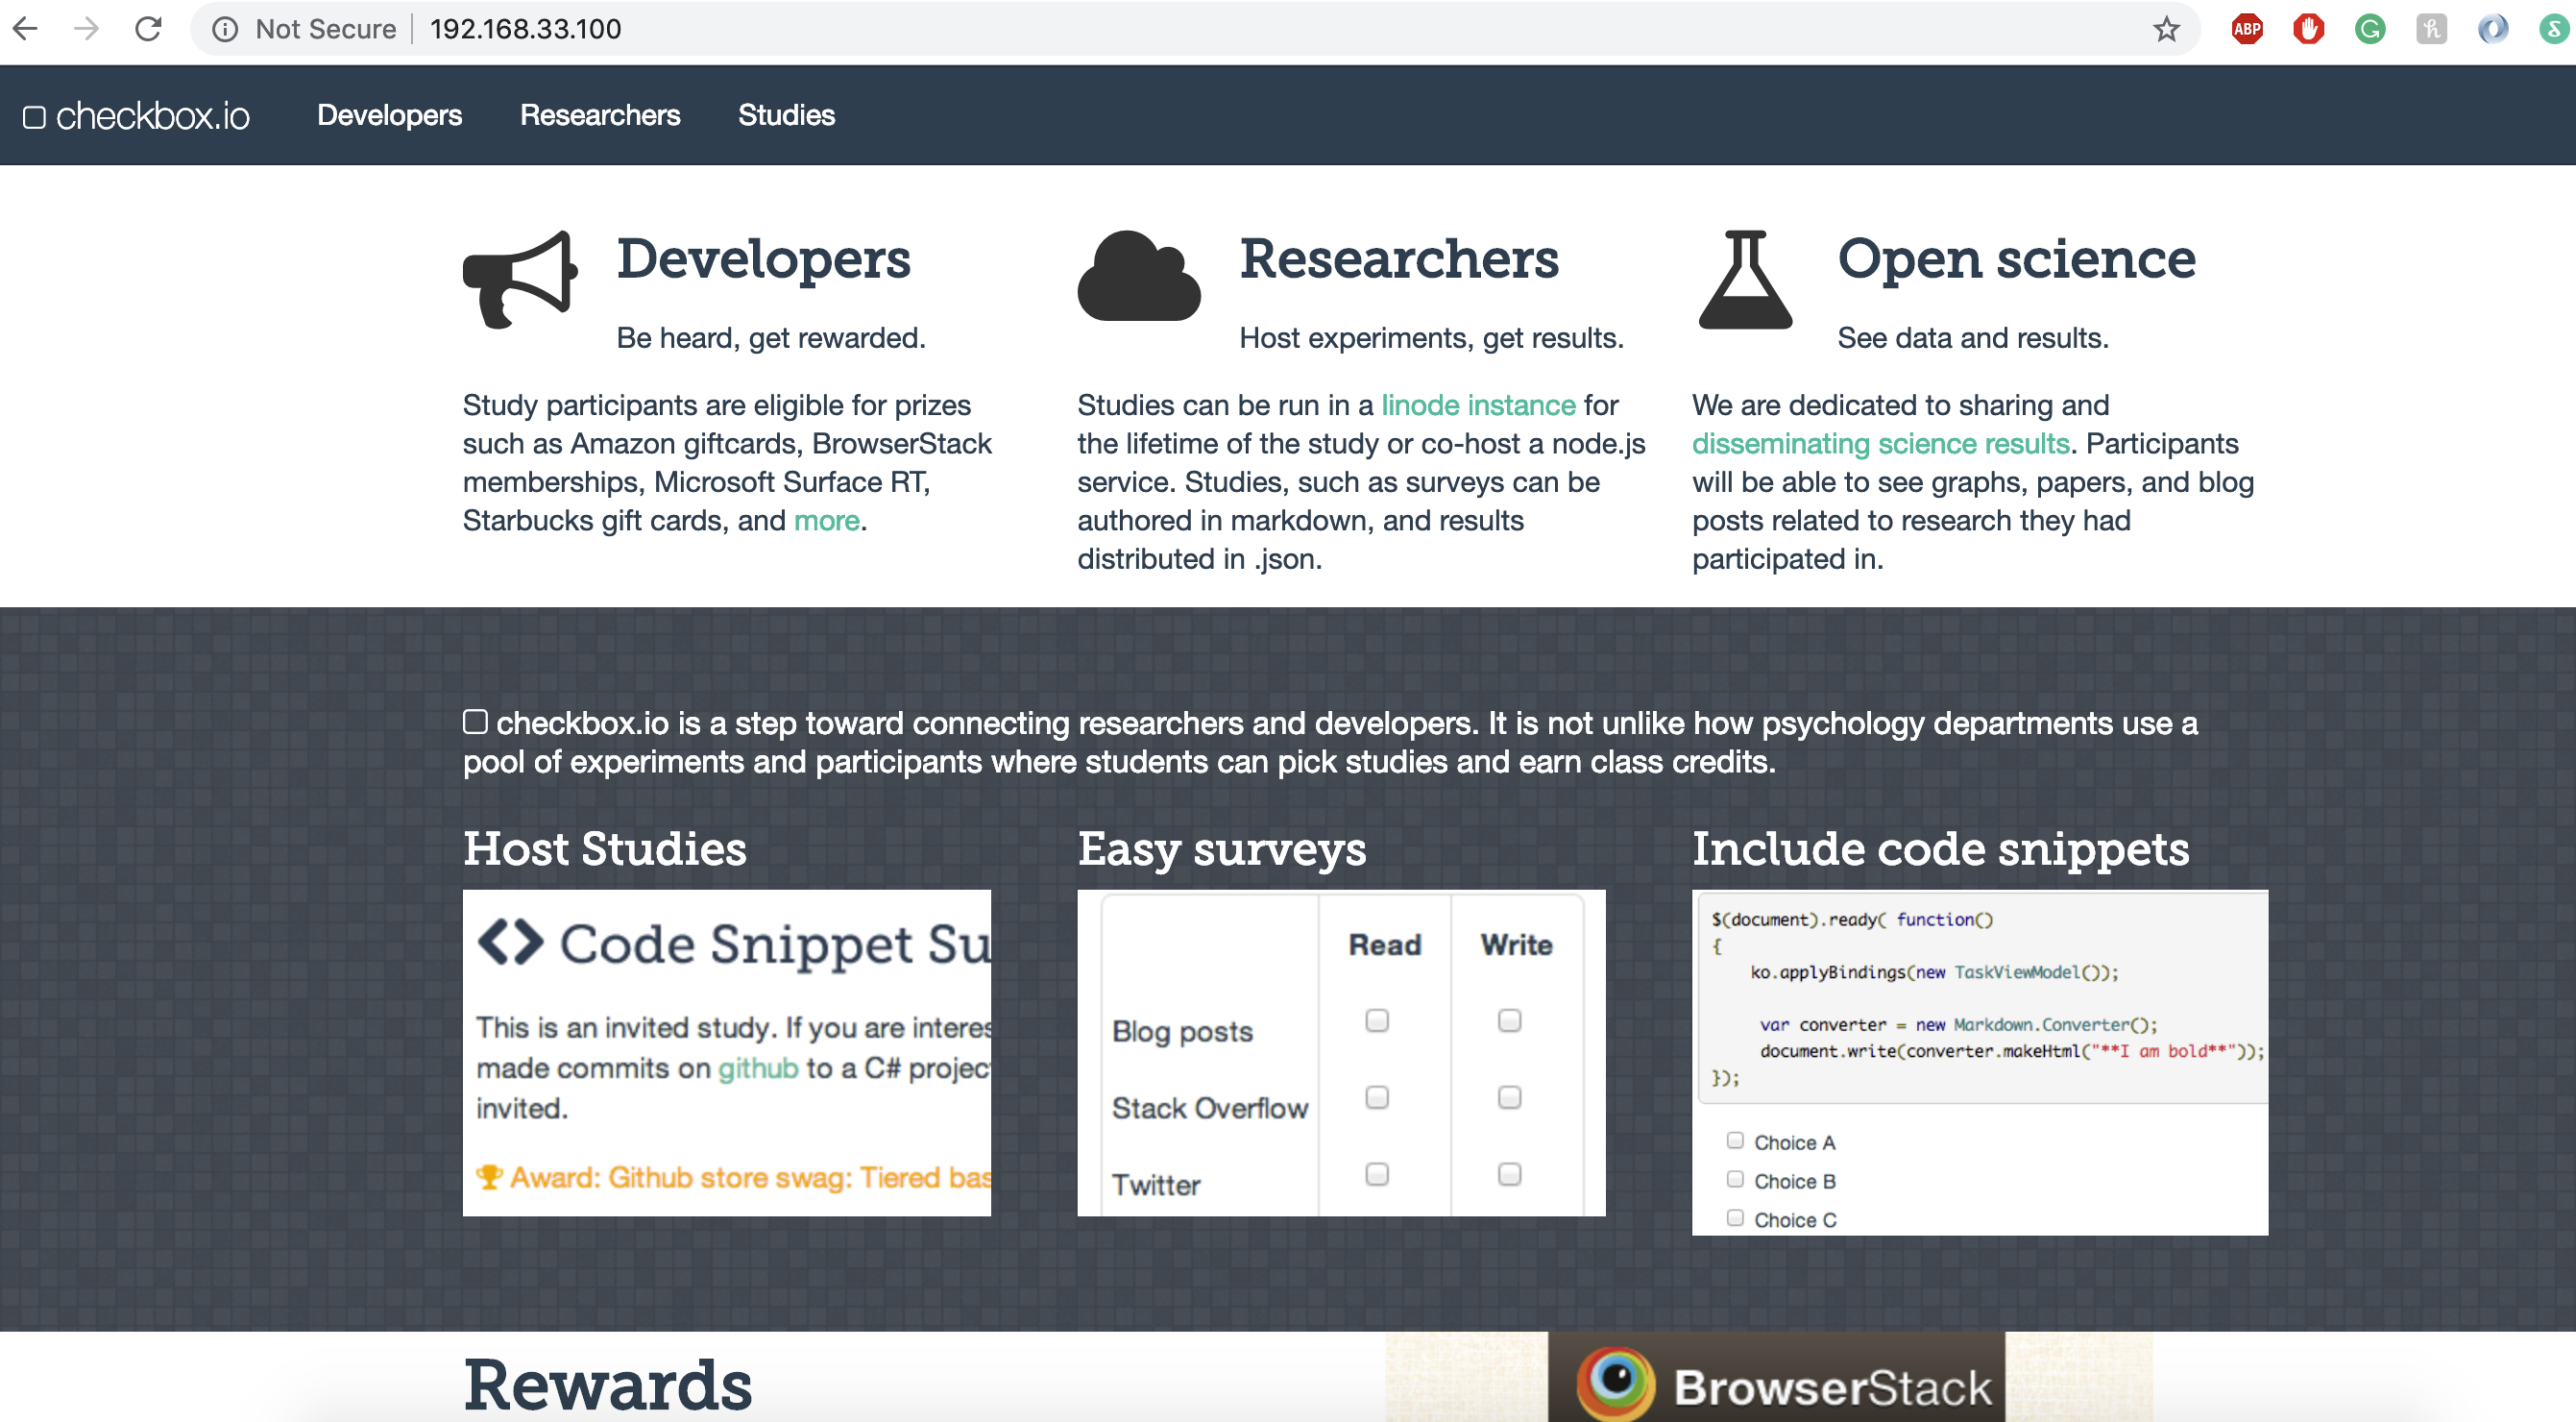 Not Secure | 192.168.33.100
ABP
checkbox.io
Developers
Researchers
Studies
Developers
Be heard, get rewarded.
Study participants are eligible for prizes
such as Amazon giftcards, BrowserStack
memberships, Microsoft Surface RT,
Starbucks gift cards, and more.
Researchers
Host experiments, get results.
Studies can be run in a linode instance for
the lifetime of the study or co-host a node.js
service. Studies, such as surveys can be
authored in markdown, and results
distributed in .json.
Open science
See data and results.
We are dedicated to sharing and
disseminating science results. Participants
will be able to see graphs, papers, and blog
posts related to research they had
participated in.
checkbox.io is a step toward connecting researchers and developers. It is not unlike how psychology departments use a
pool of experiments and participants where students can pick studies and earn class credits.
Host Studies
<> Code Snippet Su
This is an invited study. If you are interes
made commits on github to a C# projec
invited.
Award: Github store swag: Tiered bas
Easy surveys
Read Write
Blog posts
Stack Overflow
Twitter
Include code snippets
$(document).ready( function()
{
ko.applyBindings(new TaskViewModel());
var converter = new Markdown.Converter();
document.write(converter.makeHtml("**I am bold**"));
});
Choice A
Choice B
Choice C
Rewards
BrowserStack